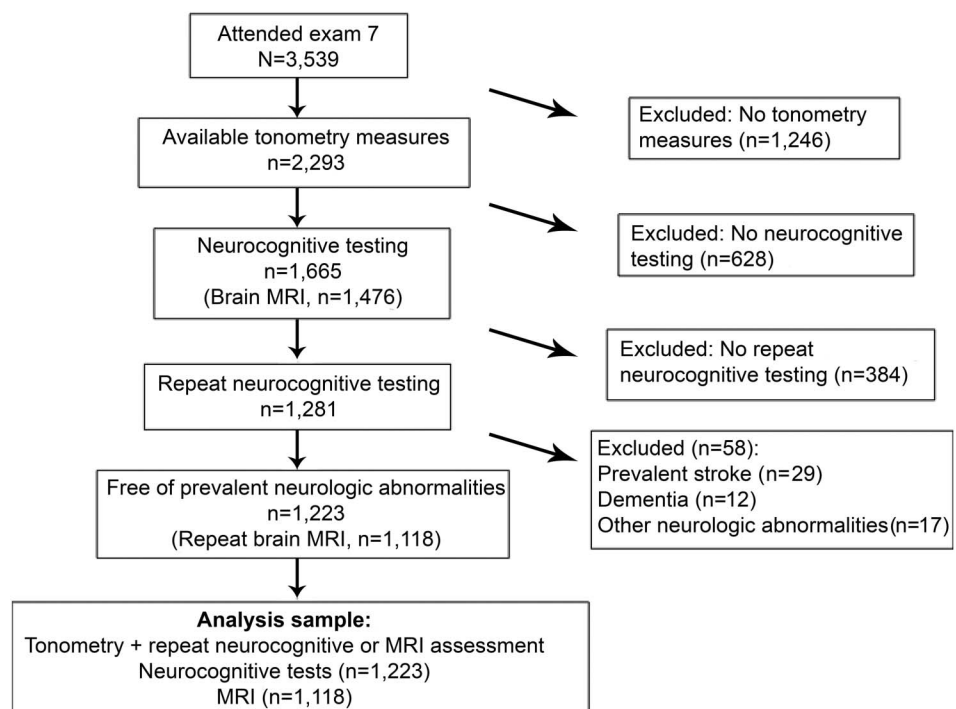 Attended exam 7
N=3,539
Excluded: No tonometry
measures (n=1,246)
Available tonometry measures
n=2,293
Excluded: No neurocognitive
testing (n=628)
Neurocognitive testing
n=1,665
(Brain MRI, n=1,476)
Excluded: No repeat
neurocognitive testing (n=384)
Repeat neurocognitive testing
n=1,281
Excluded (n=58):
Prevalent stroke (n=29)
Dementia (n=12)
Other neurologic abnormalities(n=17)
Free of prevalent neurologic abnormalities
n=1,223
(Repeat brain MRI, n=1,118)
Analysis sample:
Tonometry + repeat neurocognitive or MRI assessment
Neurocognitive tests (n=1,223)
MRI (n=1,118)